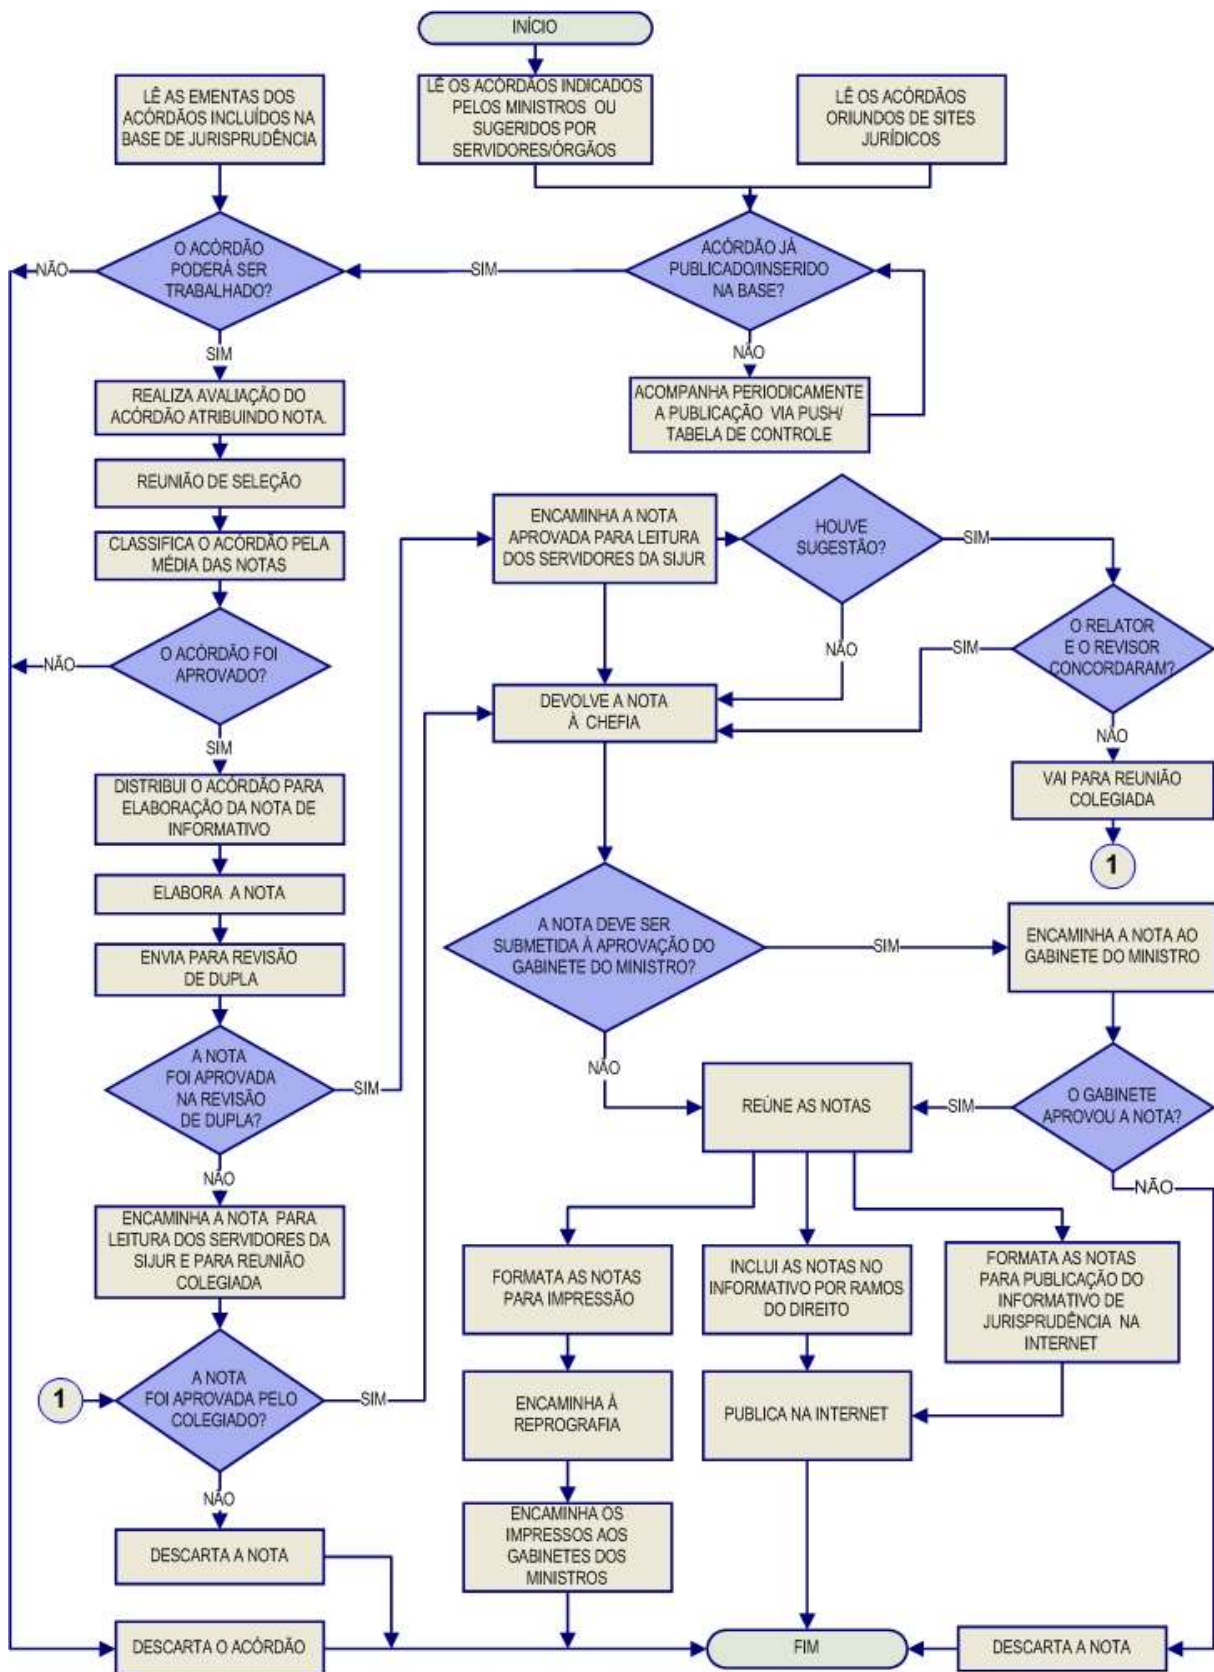 INÍCIO
LÊ AS EMENTAS DOS
ACÓRDÃOS INCLUÍDOS NA
BASE DE JURISPRUDÊNCIA
LÊ OS ACÓRDÃOS INDICADOS
PELOS MINISTROS OU
SUGERIDOS POR
SERVIDORES/ÓRGÃOS
LÊ OS ACÓRDÃOS
ORIUNDOS DE SITES
JURÍDICOS
NÃO
O ACÓRDÃO
PODERÁ SER
TRABALHADO?
SIM
ACÓRDÃO JÁ
PUBLICADO/INSERIDO
NA BASE?
SIM
NÃO
REALIZA AVALIAÇÃO DO
ACÓRDÃO ATRIBUINDO NOTA.
ACOMPANHA PERIODICAMENTE
A PUBLICAÇÃO VIA PUSH/
TABELA DE CONTROLE
REUNIÃO DE SELEÇÃO
CLASSIFICA O ACÓRDÃO PELA
MÉDIA DAS NOTAS
ENCAMINHA A NOTA
APROVADA PARA LEITURA
DOS SERVIDORES DA SIJUR
HOUVE
SUGESTÃO?
SIM
NÃO
NÃO
O ACÓRDÃO FOI
APROVADO?
SIM
O RELATOR
E O REVISOR
CONCORDARAM?
SIM
NÃO
DEVOLVE A NOTA
À CHEFIA
VAI PARA REUNIÃO
COLEGIADA
1
DISTRIBUI O ACÓRDÃO PARA
ELABORAÇÃO DA NOTA DE
INFORMATIVO
ELABORA A NOTA
ENVIA PARA REVISÃO
DE DUPLA
A NOTA DEVE SER
SUBMETIDA À APROVAÇÃO DO
GABINETE DO MINISTRO?
SIM
ENCAMINHA A NOTA AO
GABINETE DO MINISTRO
NÃO
A NOTA
FOI APROVADA
NA REVISÃO
DE DUPLA?
SIM
NÃO
REÚNE AS NOTAS
SIM
O GABINETE
APROVOU A NOTA?
NÃO
ENCAMINHA A NOTA PARA
LEITURA DOS SERVIDORES DA
SIJUR E PARA REUNIÃO
COLEGIADA
FORMATA AS NOTAS
PARA IMPRESSÃO
INCLUI AS NOTAS NO
INFORMATIVO POR RAMOS
DO DIREITO
FORMATA AS NOTAS
PARA PUBLICAÇÃO DO
INFORMATIVO DE
JURISPRUDÊNCIA NA
INTERNET
1
A NOTA
FOI APROVADA PELO
COLEGIADO?
SIM
NÃO
ENCAMINHA À
REPROGRAFIA
PUBLICA NA INTERNET
DESCARTA A NOTA
ENCAMINHA OS
IMPRESSOS AOS
GABINETES DOS
MINISTROS
DESCARTA O ACÓRDÃO
FIM
DESCARTA A NOTA